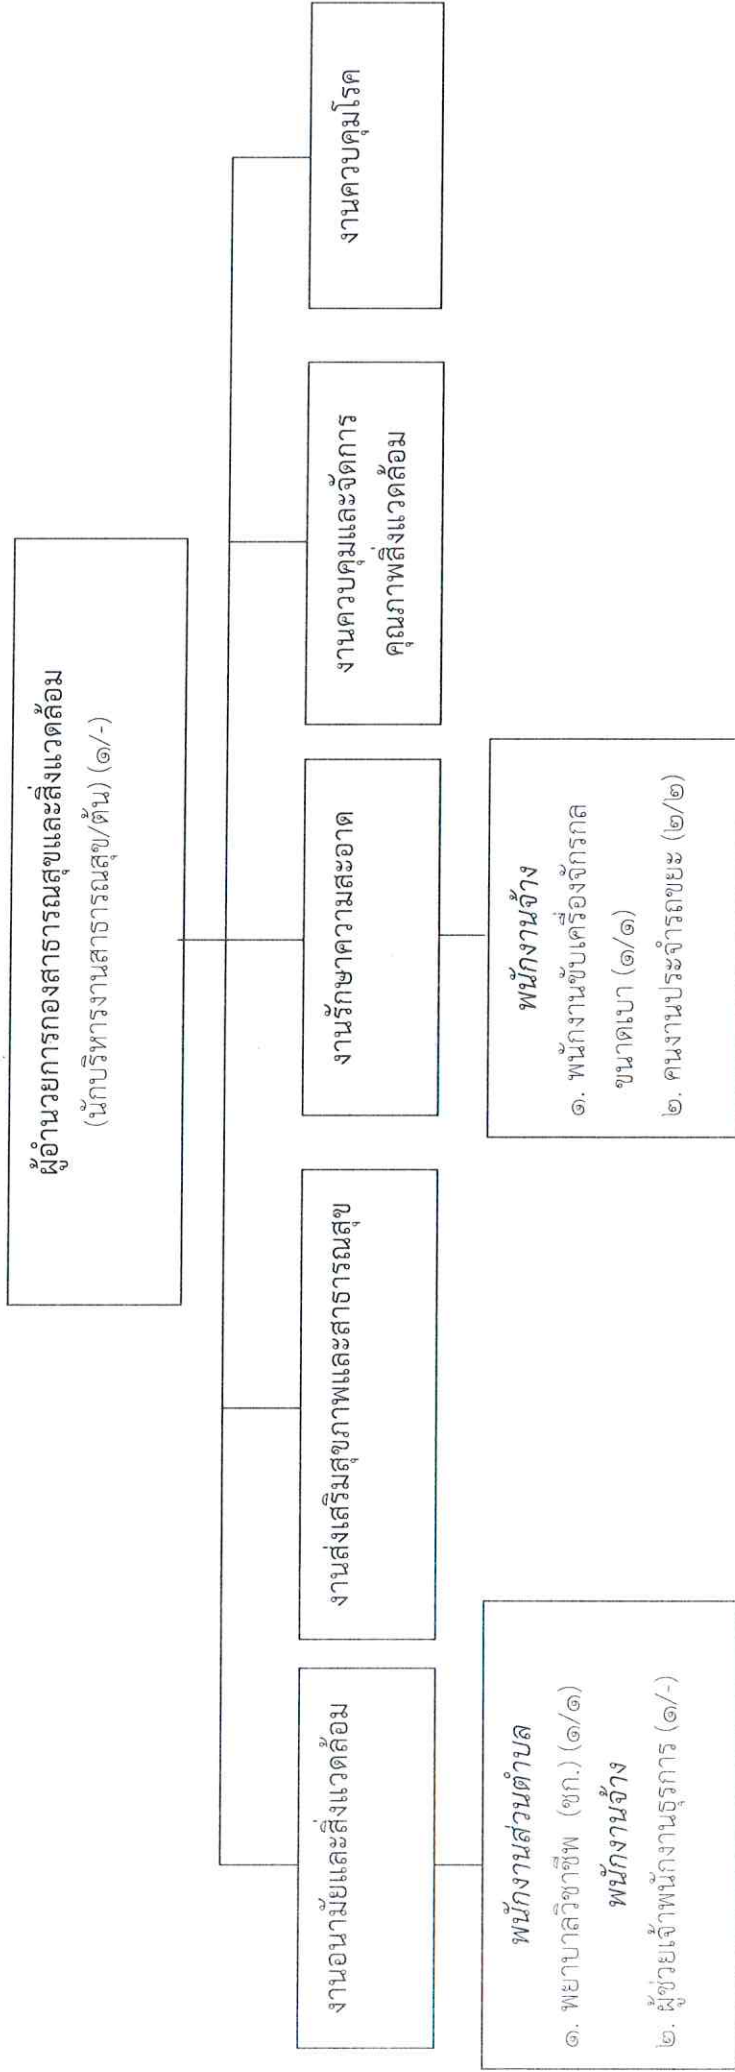 ผู้อำนวยการกองสาธารณสุขและสิ่งแวดล้อม
(นักบริหารงานสาธารณสุข/ต้น) (๑/-)
งานอนามัยและสิ่งแวดล้อม
งานส่งเสริมสุขภาพและสาธารณสุข
งานรักษาความสะอาด
งานควบคุมและจัดการ
คุณภาพสิ่งแวดล้อม
งานควบคุมโรค
พนักงานส่วนตำบล
๑. พยาบาลวิชาชีพ (ชก.) (๑/๑)
พนักงานจ้าง
๒. ผู้ช่วยเจ้าพนักงานธุรการ (๑/-)
พนักงานจ้าง
๑. พนักงานขับเครื่องจักรกล
ขนาดเบา (๑/๑)
๒. คนงานประจำรถขยะ (๒/๒)